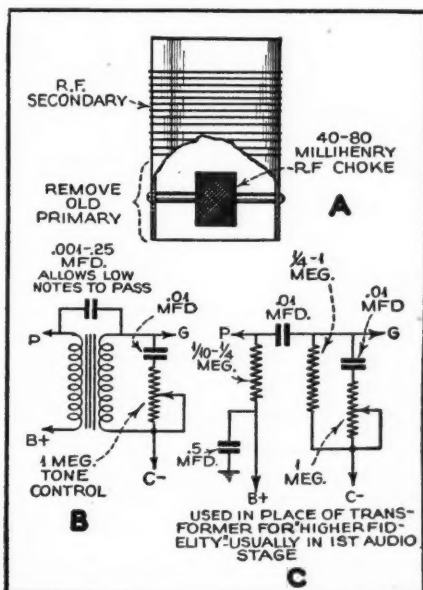 R.F.
SECONDARY
40-80
MILLIHENRY
R.F CHOKE
REMOVE
OLD
PRIMARY
A
.001-.25
MFD.
ALLOWS LOW
NOTES TO PASS
.01
MFD
P
G
B+
1 MEG.
TONE
CONTROL
C-
B
1/4-1
MEG.
.01
MFD.
.01
MFD
P
G
1/10-1/4
MEG.
.5
MFD.
1
MEG.
B+
C-
USED IN PLACE OF TRANS-
FORMER FOR "HIGHER FID-
ELITY" USUALLY IN 1ST AUDIO
STAGE
C